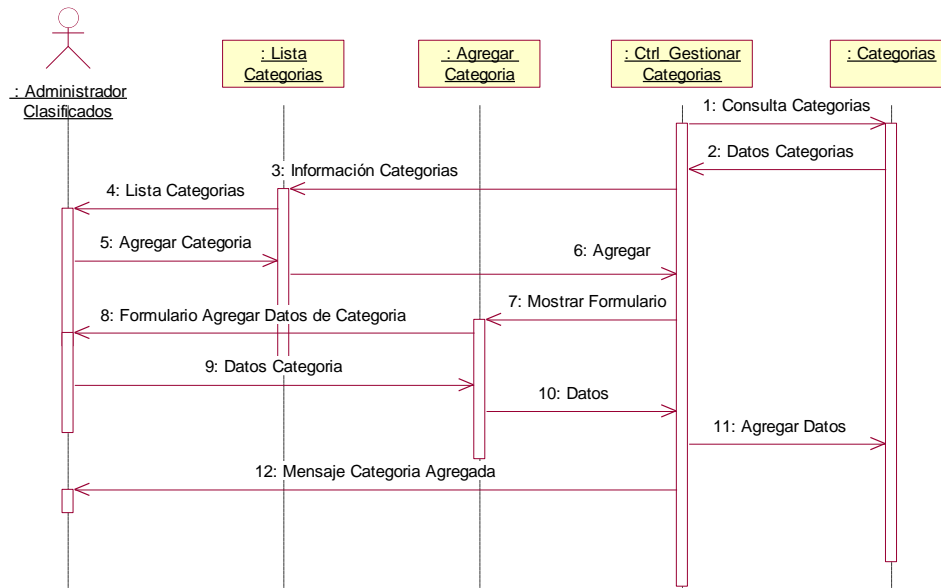 : Administrador
Clasificados
: Lista
Categorias
: Agregar
Categoria
: Ctrl_Gestionar
Categorias
: Categorias
1: Consulta Categorias
2: Datos Categorias
3: Información Categorias
4: Lista Categorias
5: Agregar Categoria
6: Agregar
7: Mostrar Formulario
8: Formulario Agregar Datos de Categoria
9: Datos Categoria
10: Datos
11: Agregar Datos
12: Mensaje Categoria Agregada